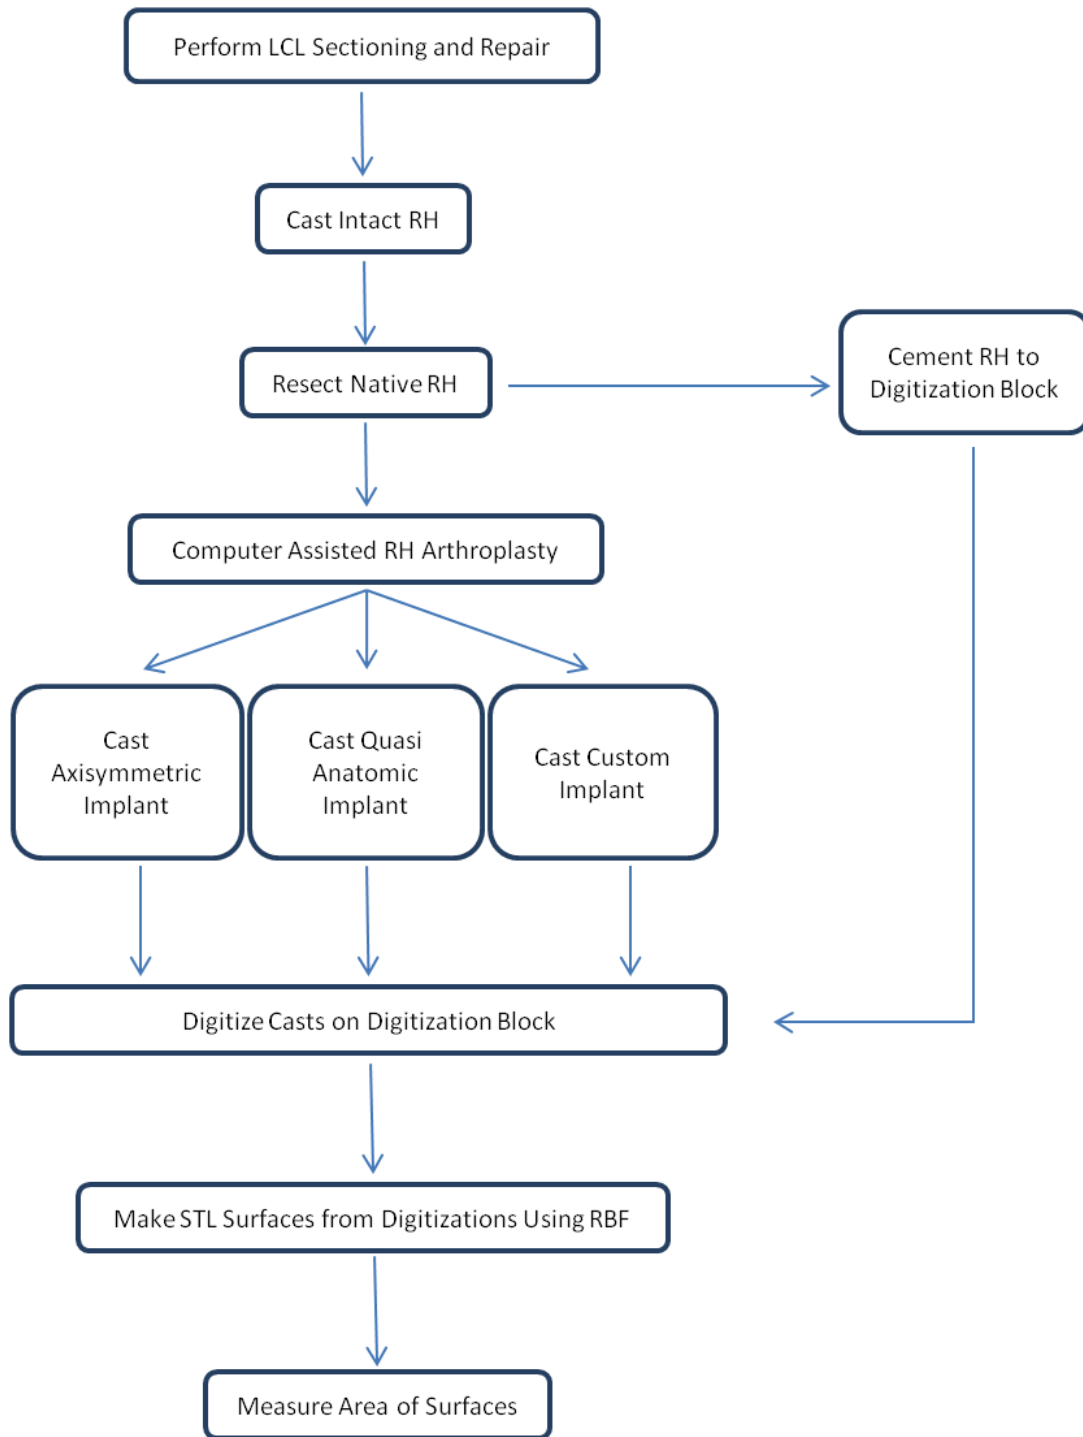 Perform LCL Sectioning and Repair
Cast Intact RH
Resect Native RH
Cement RH to
Digitization Block
Computer Assisted RH Arthroplasty
Cast
Axisymmetric
Implant
Cast Quasi
Anatomic
Implant
Cast Custom
Implant
Digitize Casts on Digitization Block
Make STL Surfaces from Digitizations Using RBF
Measure Area of Surfaces